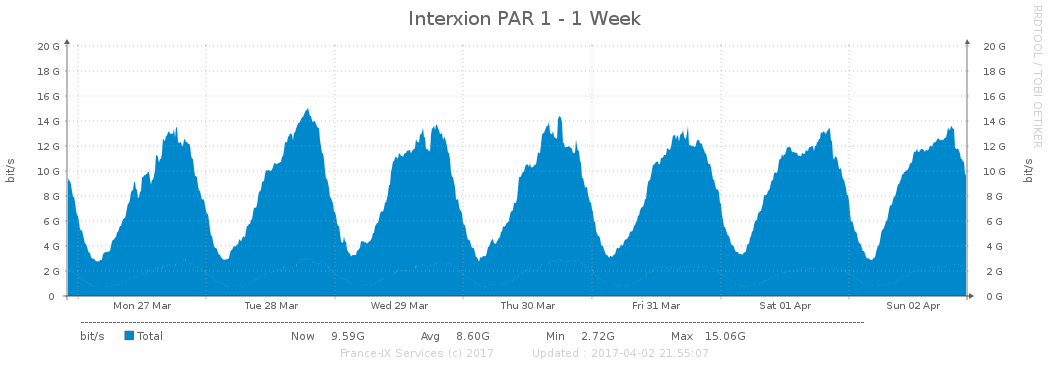 Interxion PAR 1 - 1 Week
RRDTOOL / TOBI OETIKER
20 G 20 G
18 G 18 G
16 G 16 G
14 G 14 G
12 G 12 G
10 G 10 G
8 G 8 G
6 G 6 G
4 G 4 G
2 G 2 G
0 0 G
bit/s
bit/s
Mon 27 Mar Tue 28 Mar Wed 29 Mar Thu 30 Mar Fri 31 Mar Sat 01 Apr Sun 02 Apr
bit/s Total Now 9.59G Avg 8.60G Min 2.72G Max 15.06G
France-IX Services (c) 2017 Updated : 2017-04-02 21:55:07